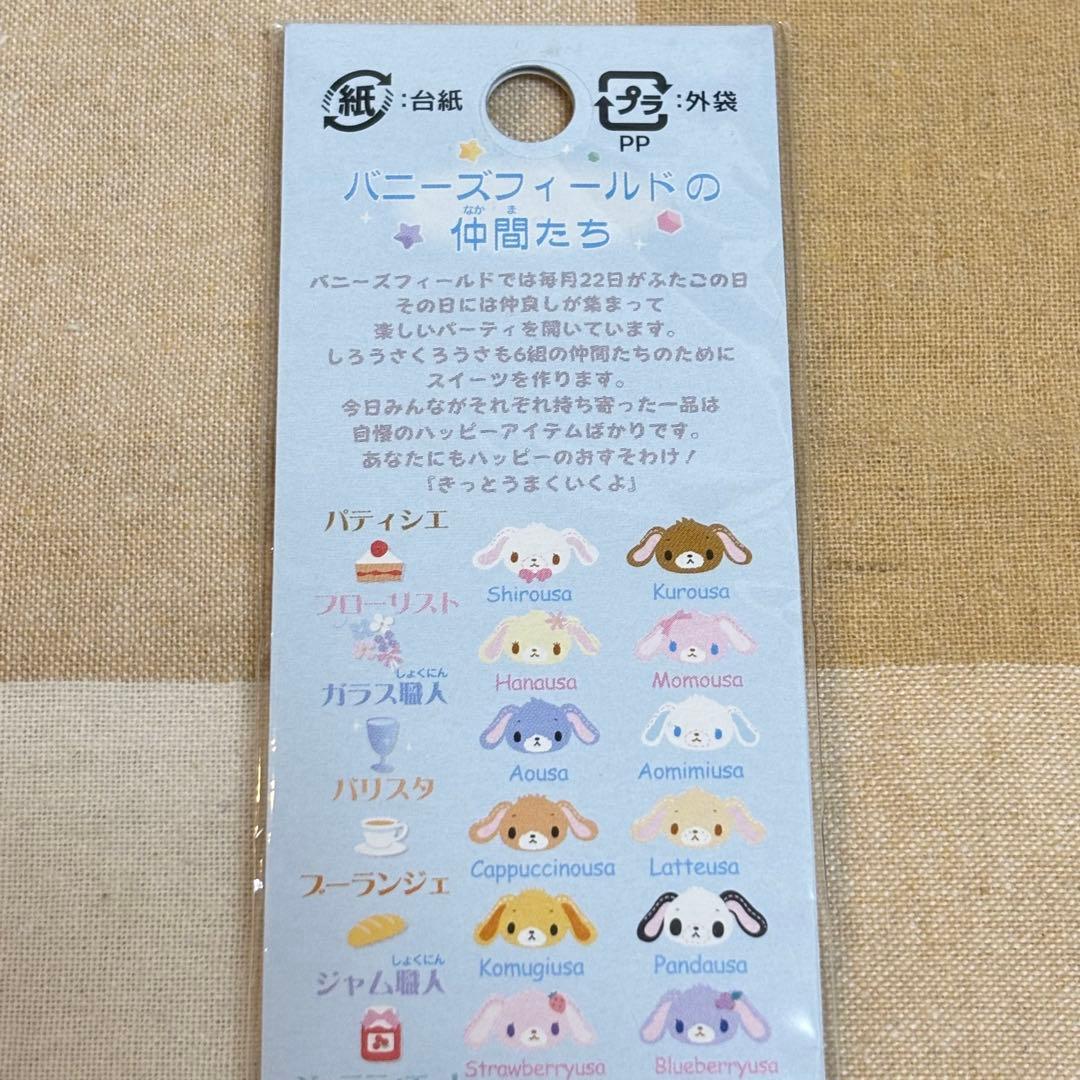 紙:台紙
プラ:外袋
PP
バニーズフィールドの
なかま
仲間たち
バニーズフィールドでは毎月22日がふたごの日
その日には仲良しが集まって
楽しいパーティを開いています。
しろうさくろうさも6組の仲間たちのために
スイーツを作ります。
今日みんながそれぞれ持ち寄った一品は
自慢のハッピーアイテムばかりです。
あなたにもハッピーのおすそわけ!
『きっとうまくいくよ』
パティシエ
Shirousa Kurousa
フローリスト
Hanausa Momousa
しょくにん
ガラス職人
Aousa Aomimiusa
バリスタ
Cappuccinousa Latteusa
ブーランジェ
Komugiusa Pandausa
しょくにん
ジャム職人
Strawberryusa Blueberryusa